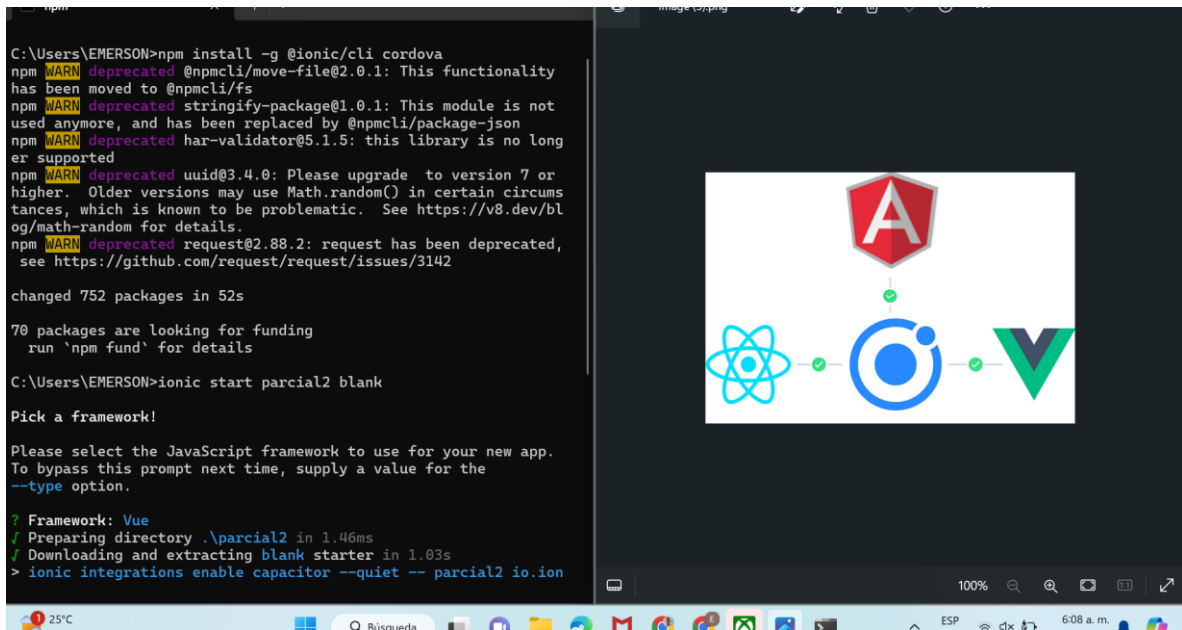 npm
image (5).png
C:\Users\EMERSON>npm install -g @ionic/cli cordova
npm WARN deprecated @npmcli/move-file@2.0.1: This functionality
has been moved to @npmcli/fs
npm WARN deprecated stringify-package@1.0.1: This module is not
used anymore, and has been replaced by @npmcli/package-json
npm WARN deprecated har-validator@5.1.5: this library is no long
er supported
npm WARN deprecated uuid@3.4.0: Please upgrade  to version 7 or
higher.  Older versions may use Math.random() in certain circums
tances, which is known to be problematic.  See https://v8.dev/bl
og/math-random for details.
npm WARN deprecated request@2.88.2: request has been deprecated,
see https://github.com/request/request/issues/3142
changed 752 packages in 52s
70 packages are looking for funding
run `npm fund` for details
C:\Users\EMERSON>ionic start parcial2 blank
Pick a framework!
Please select the JavaScript framework to use for your new app.
To bypass this prompt next time, supply a value for the
--type option.
? Framework: Vue
√ Preparing directory .\parcial2 in 1.46ms
√ Downloading and extracting blank starter in 1.03s
> ionic integrations enable capacitor --quiet -- parcial2 io.ion
A
100%
1:1
1
25°C
Búsqueda
ESP
6:08 a. m.